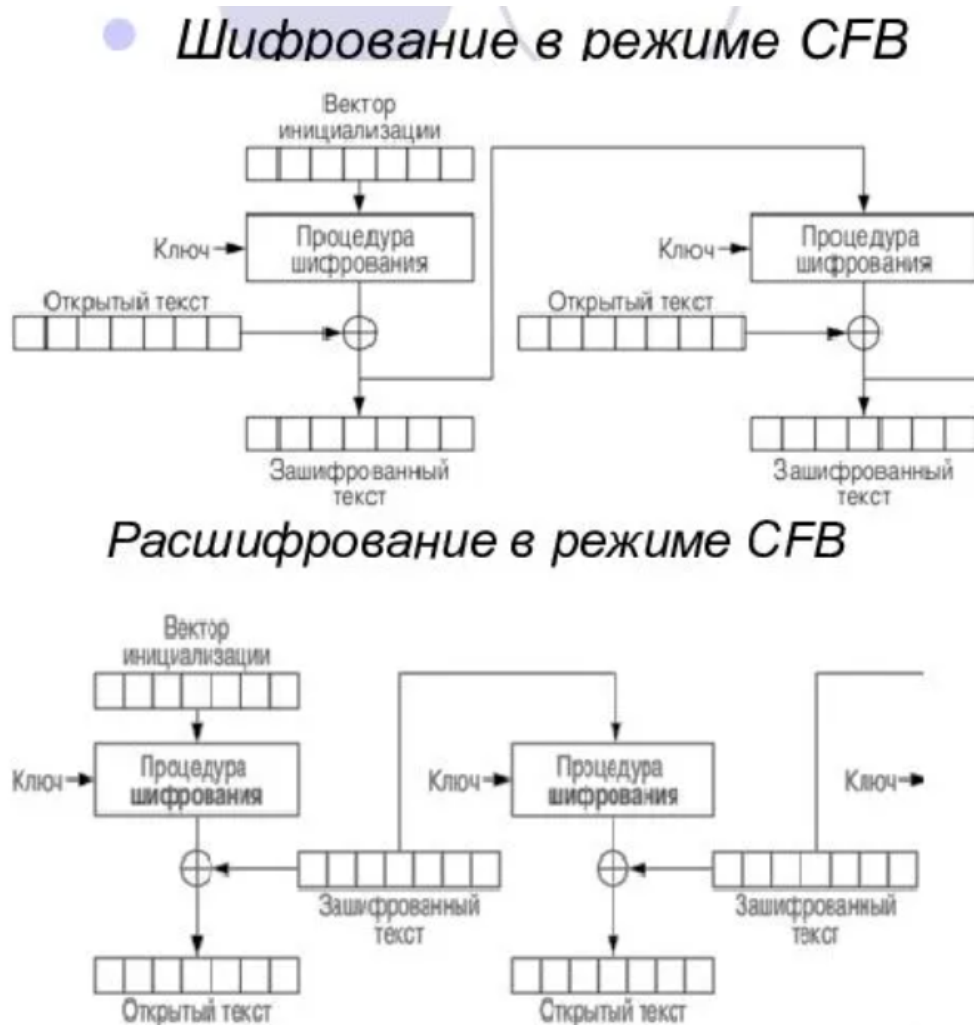 Шифрование в режиме CFB
Вектор
инициализации
Ключ
Процедура
шифрования
Ключ
Процедура
шифрования
Открытый текст
Открытый текст
Зашифрованный
текст
Зашифрованный
текст
Расшифрование в режиме CFB
Вектор
инициализации
Ключ
Процедура
шифрования
Ключ
Процедура
шифрования
Ключ
Зашифрованный
текст
Зашифрованный
текст
Открытый текст
Открытый текст